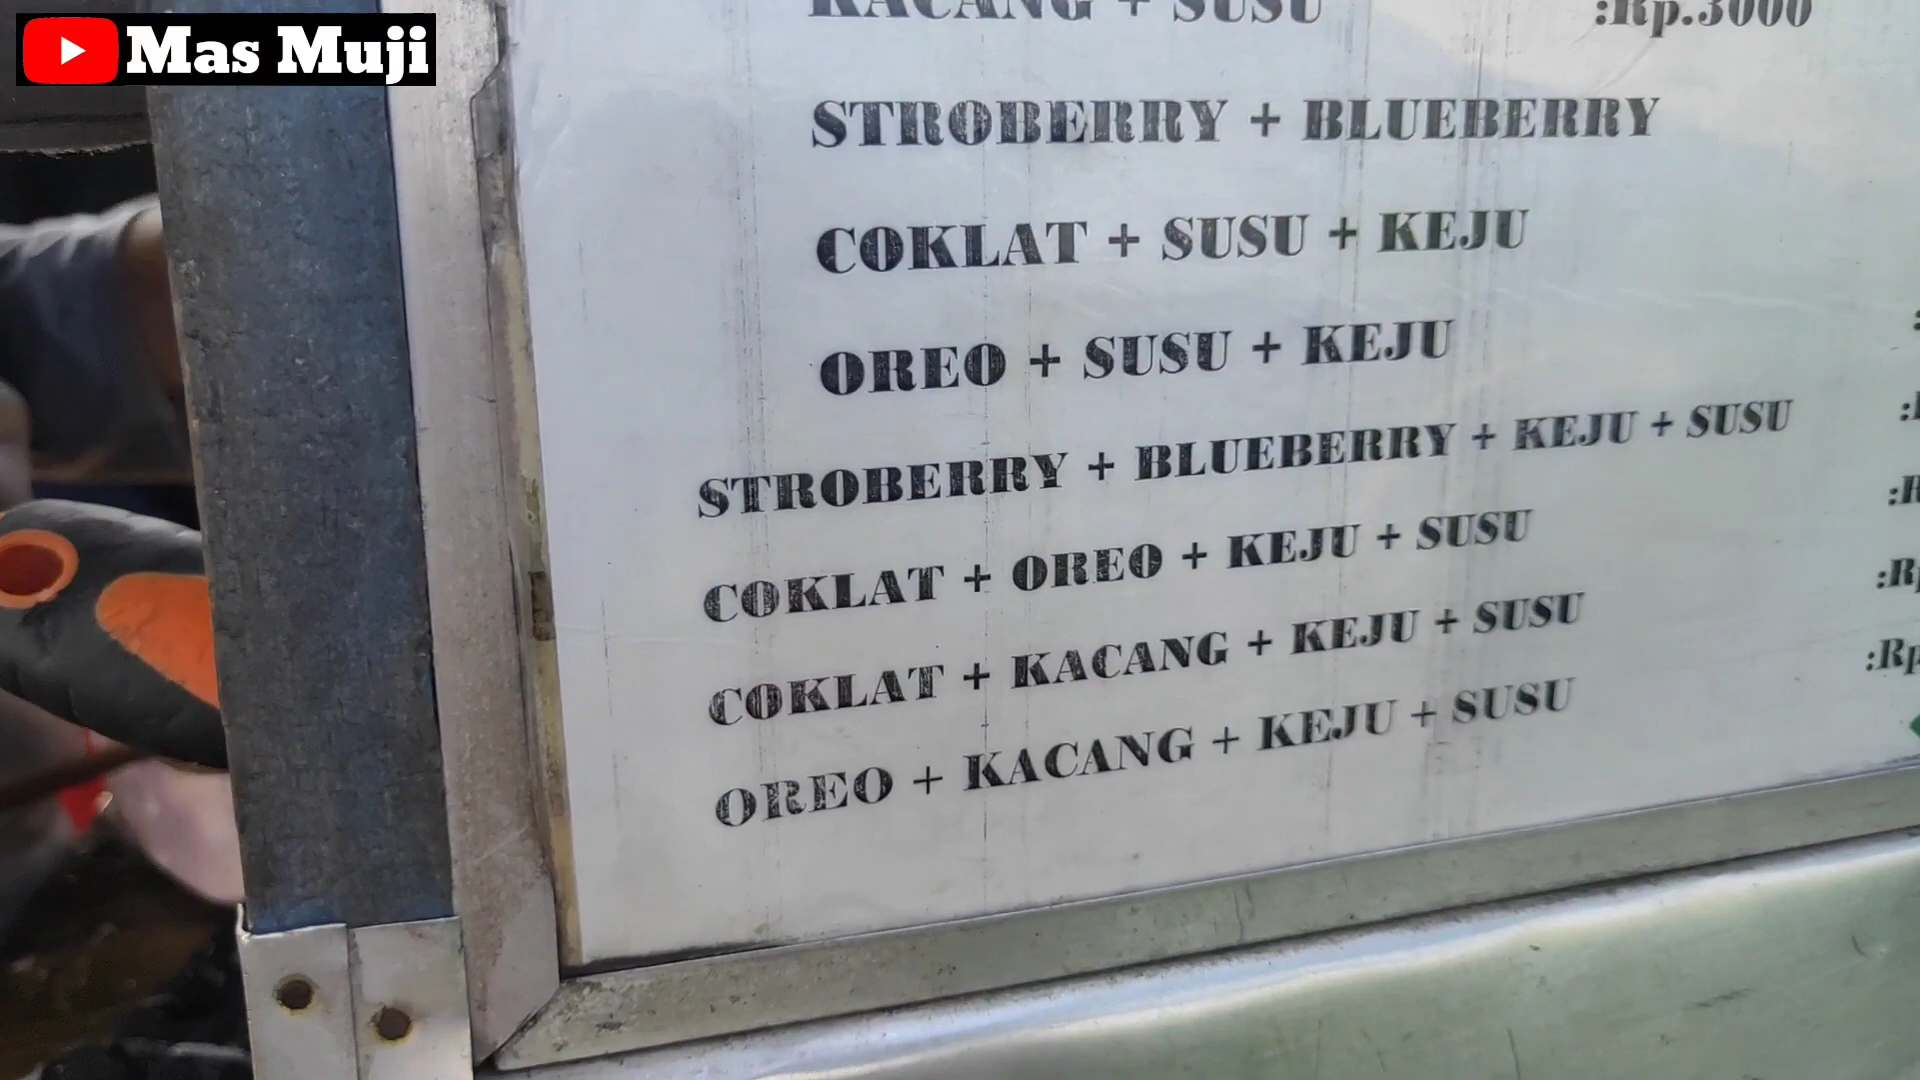 Mas Muji
KACANG + SUSU :Rp.3000
STROBERRY + BLUEBERRY
COKLAT + SUSU + KEJU
OREO + SUSU + KEJU
STROBERRY + BLUEBERRY + KEJU + SUSU
COKLAT + OREO + KEJU + SUSU
COKLAT + KACANG + KEJU + SUSU
OREO + KACANG + KEJU + SUSU :Rp